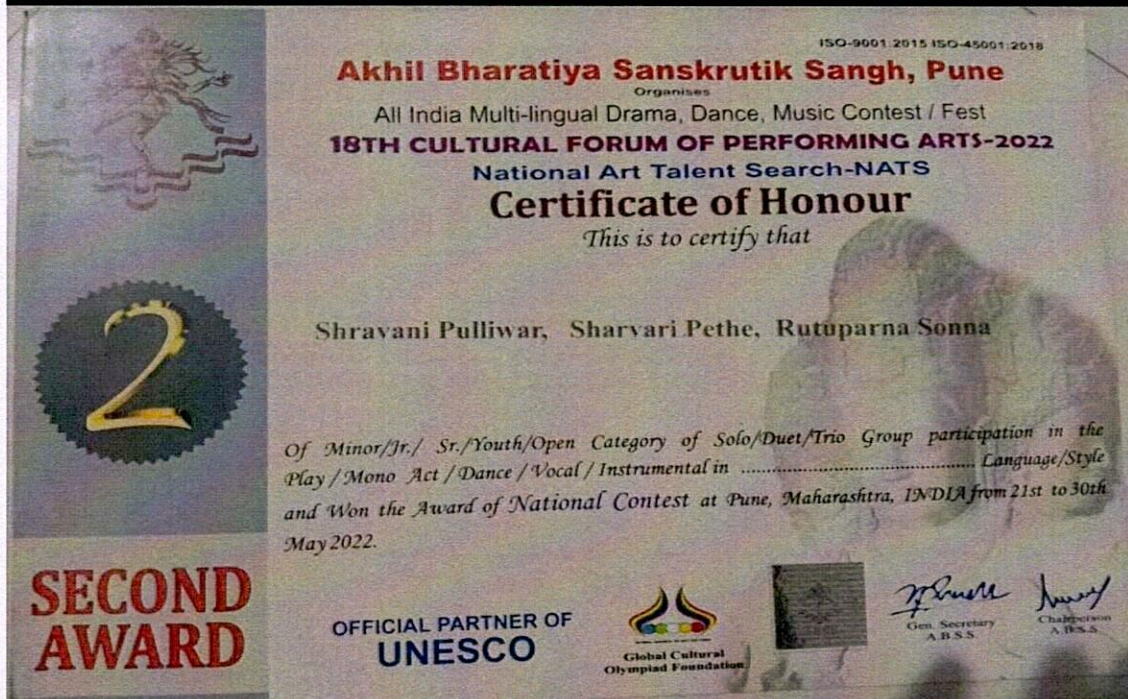 ISO-9001:2015 ISO-45001:2018
Akhil Bharatiya Sanskrutik Sangh, Pune
Organises
All India Multi-lingual Drama, Dance, Music Contest / Fest
18TH CULTURAL FORUM OF PERFORMING ARTS-2022
National Art Talent Search-NATS
Certificate of Honour
This is to certify that
Shravani Pulliwar, Sharvari Pethe, Rutuparna Sonna
2
Of Minor/Jr./ Sr./Youth/Open Category of Solo/Duet/Trio Group participation in the
Play / Mono Act / Dance / Vocal / Instrumental in ........................................ Language/Style
and Won the Award of National Contest at Pune, Maharashtra, INDIA from 21st to 30th
May 2022.
SECOND
AWARD
OFFICIAL PARTNER OF
UNESCO
Global Cultural
Olympiad Foundation
Gen. Secretary
A.B.S.S.
Chairperson
A.B.S.S.